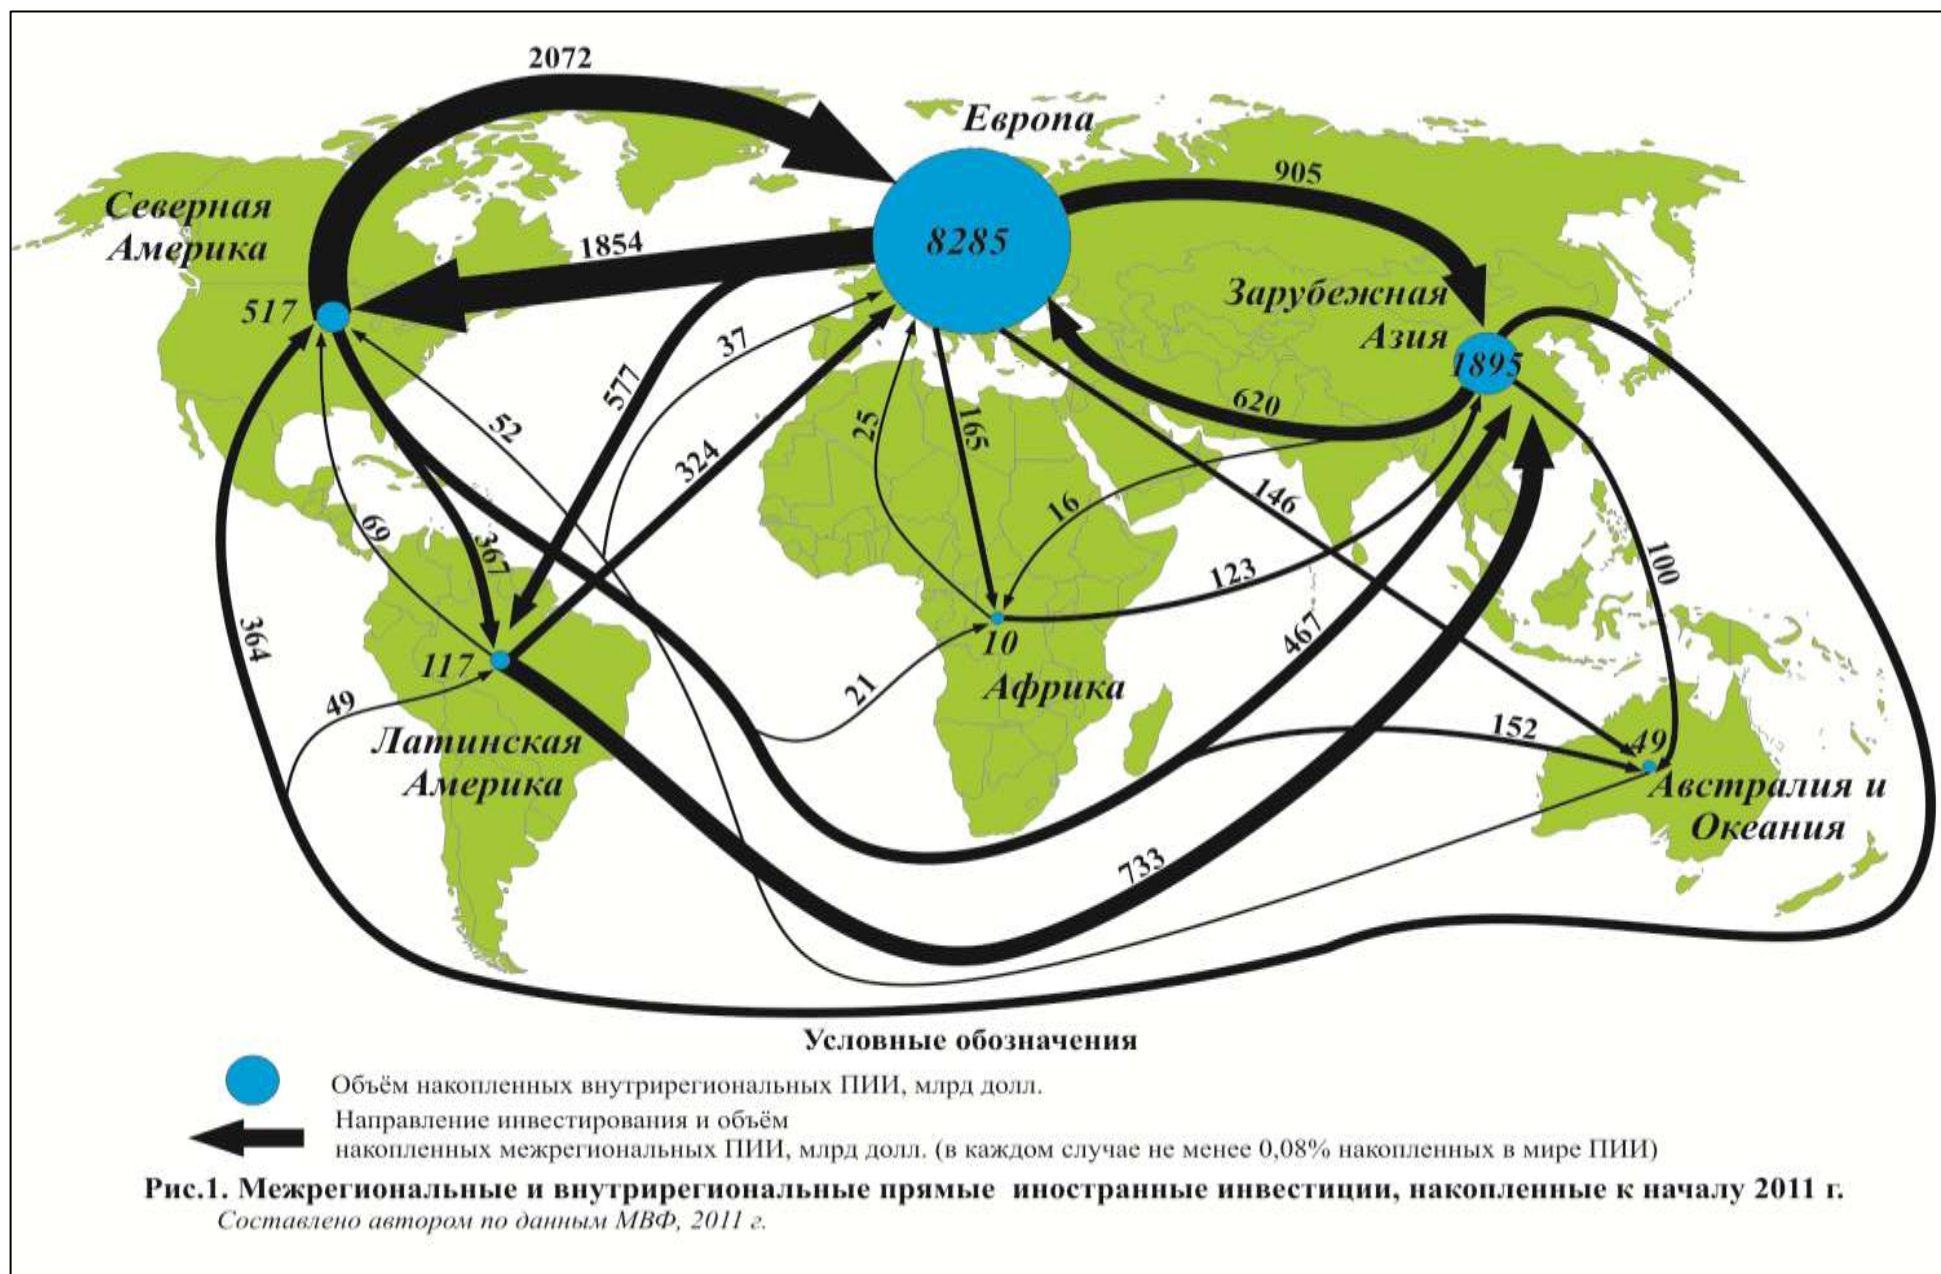 2072
Европа
905
Северная
Америка
1854
8285
517
Зарубежная
Азия
1895
37
577
620
52
25
165
324
16
146
69
367
123
100
364
10
467
117
21
Африка
49
Латинская
Америка
152
49
Австралия и
Океания
733
Условные обозначения
Объём накопленных внутрирегиональных ПИИ, млрд долл.
Направление инвестирования и объём
накопленных межрегиональных ПИИ, млрд долл. (в каждом случае не менее 0,08% накопленных в мире ПИИ)
Рис.1. Межрегиональные и внутрирегиональные прямые иностранные инвестиции, накопленные к началу 2011 г.
Составлено автором по данным МВФ, 2011 г.